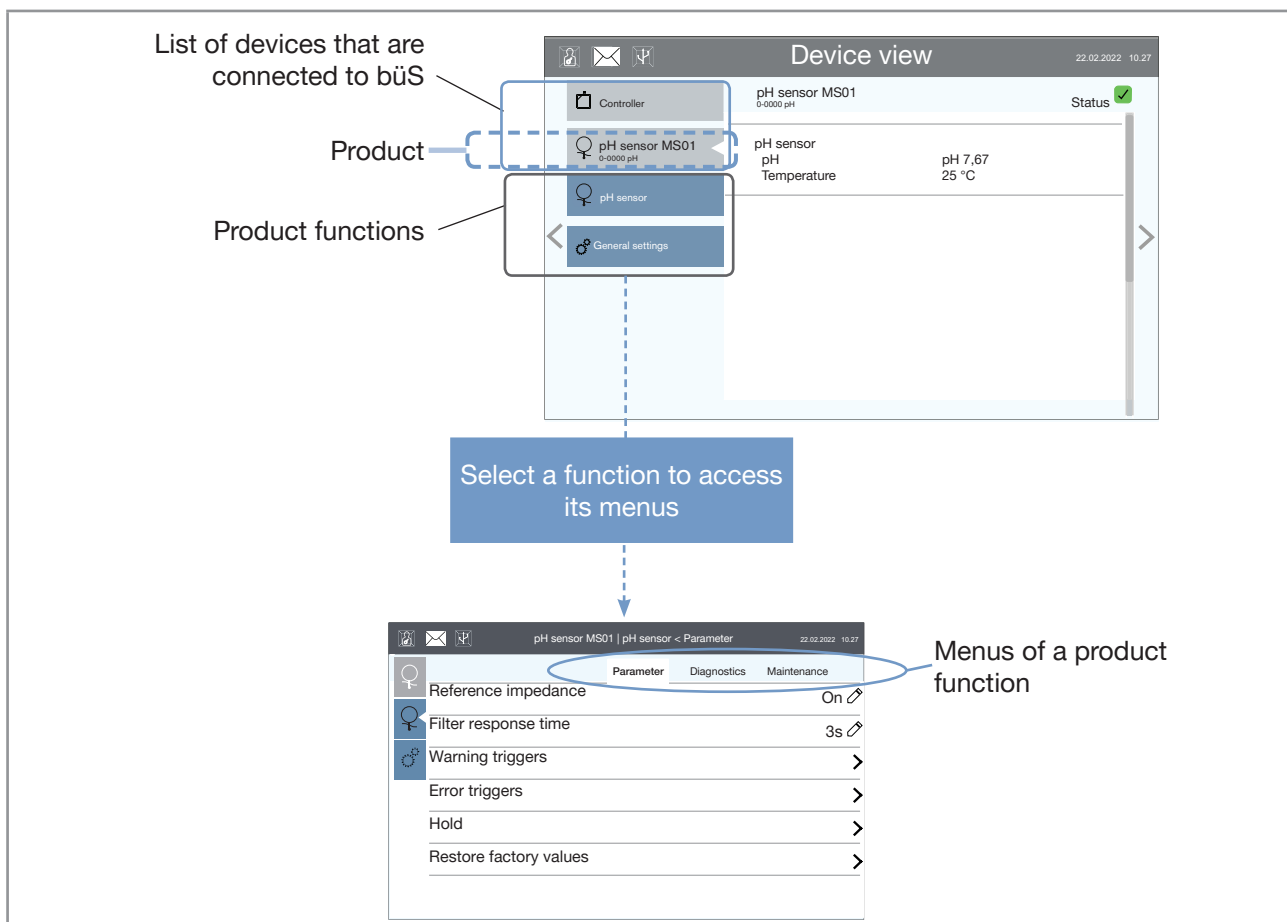 List of devices that are
connected to büS
Product
Product functions
Device view
22.02.2022 10.27
Controller
pH sensor MS01
0-0000 pH
pH sensor
General settings
pH sensor MS01
0-0000 pH
Status
pH sensor
pH pH 7,67
Temperature 25 °C
Select a function to access
its menus
pH sensor MS01 | pH sensor < Parameter 22.02.2022 10.27
Parameter Diagnostics Maintenance
Reference impedance On
Filter response time 3s
Warning triggers
Error triggers
Hold
Restore factory values
Menus of a product
function